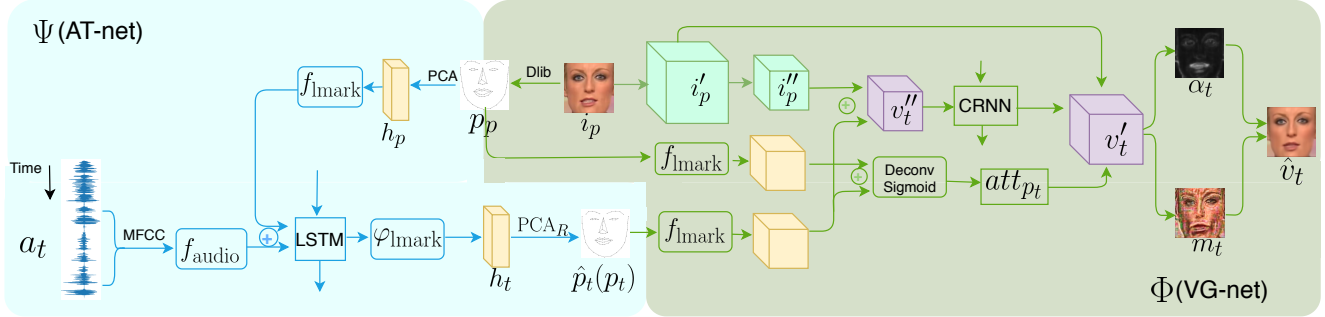 Ψ(AT-net)
f_lmark
PCA
h_p
p_p
Dlib
i_p
i'_p
i''_p
v''_t
CRNN
v'_t
α_t
v̂_t
f_lmark
Deconv
Sigmoid
att_{p_t}
m_t
Time
a_t
MFCC
f_audio
LSTM
φ_lmark
h_t
PCA_R
p̂_t(p_t)
f_lmark
Φ(VG-net)